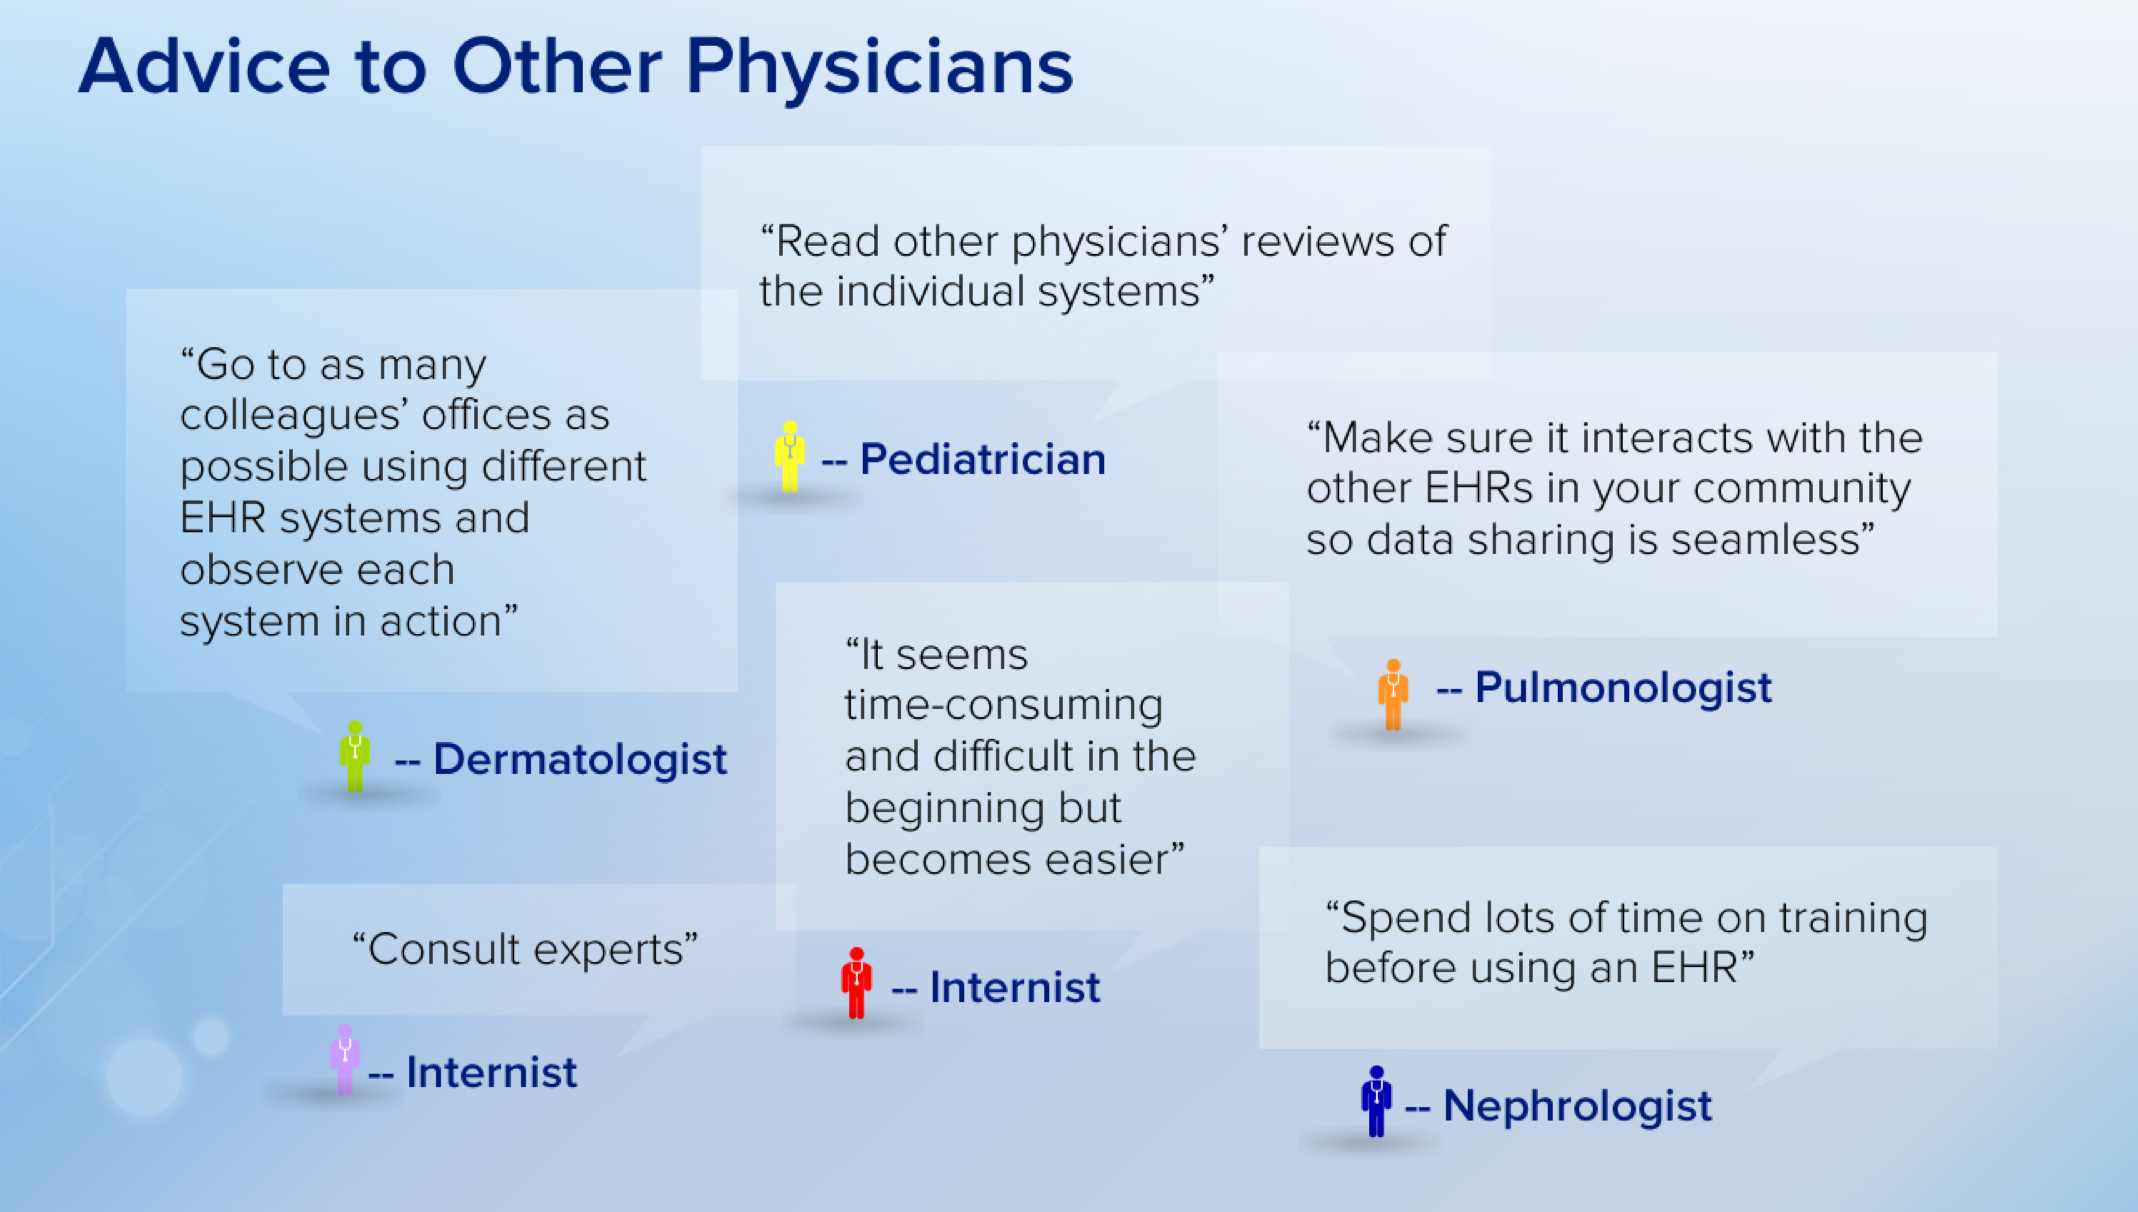 Advice to Other Physicians
“Read other physicians’ reviews of
the individual systems”
-- Pediatrician
“Go to as many
colleagues’ offices as
possible using different
EHR systems and
observe each
system in action”
-- Dermatologist
“Make sure it interacts with the
other EHRs in your community
so data sharing is seamless”
-- Pulmonologist
“It seems
time-consuming
and difficult in the
beginning but
becomes easier”
-- Internist
“Consult experts”
-- Internist
“Spend lots of time on training
before using an EHR”
-- Nephrologist